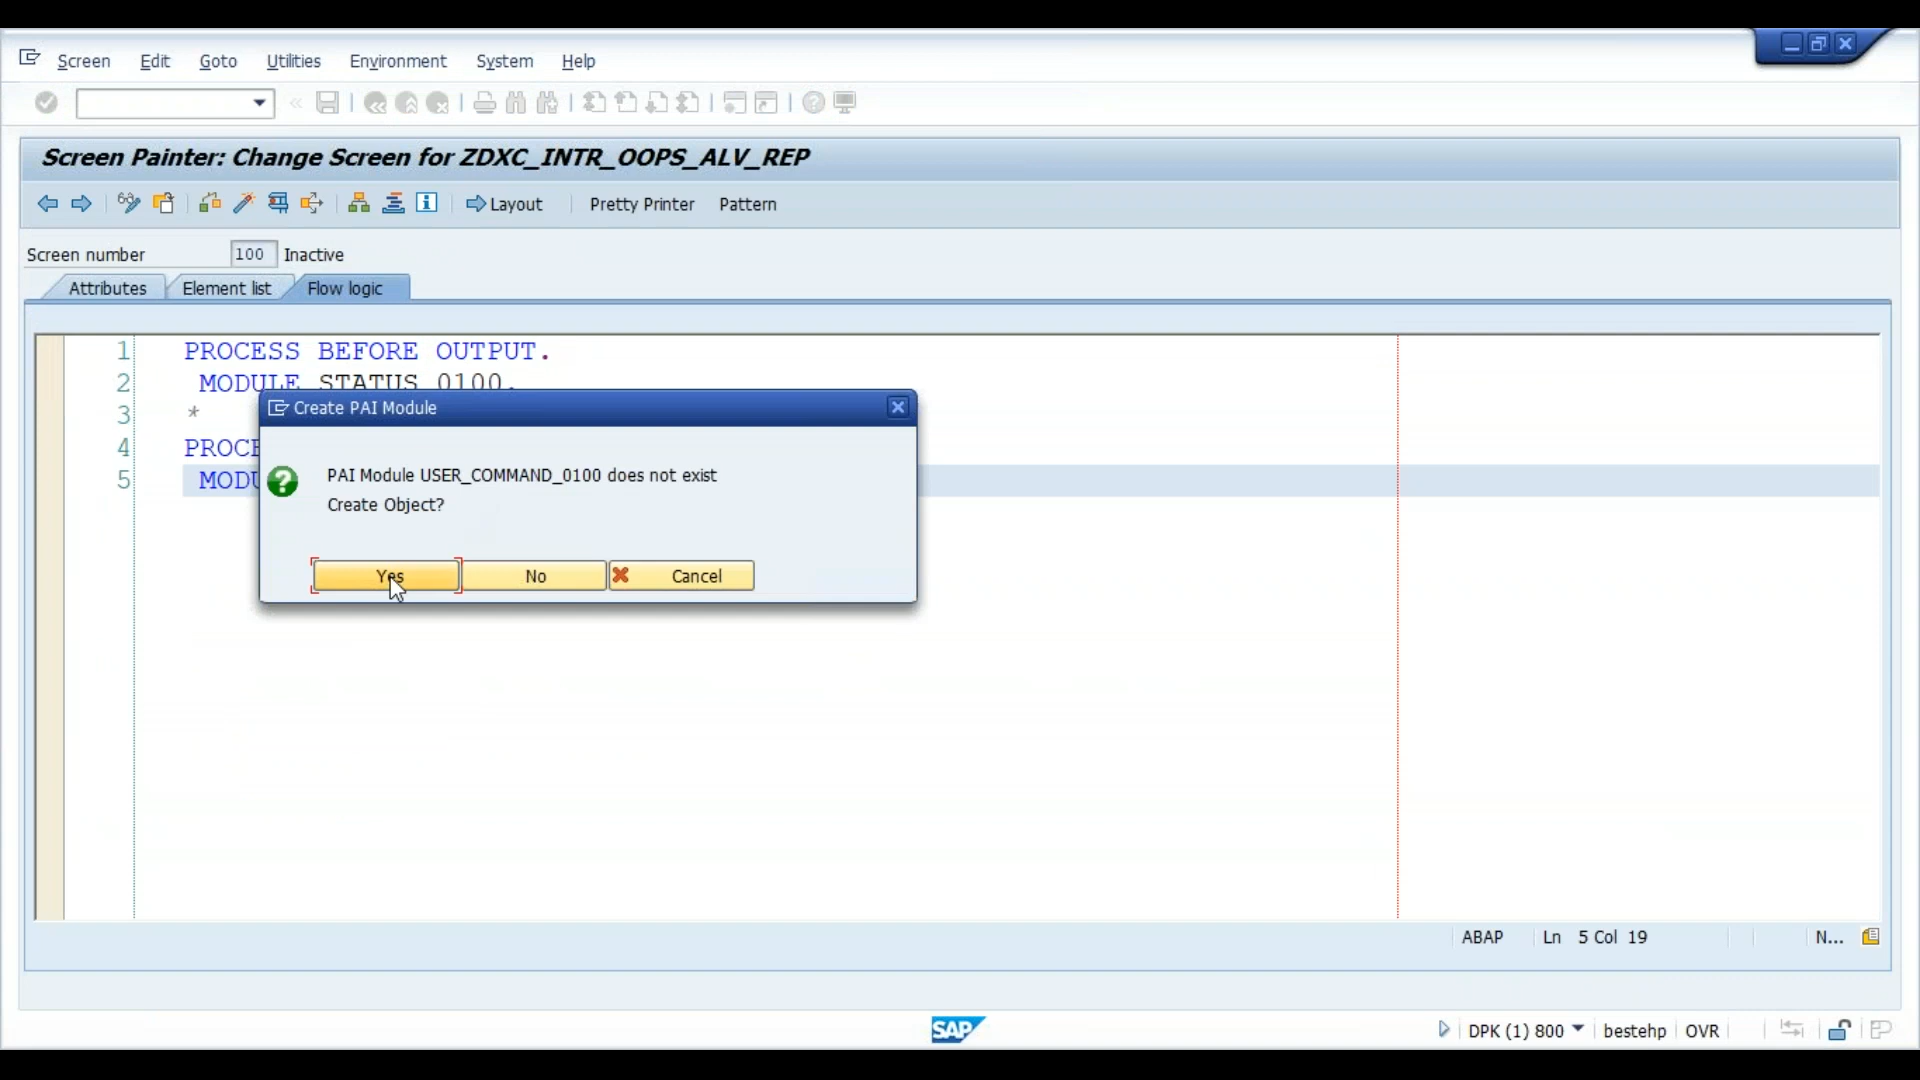 Screen Edit Goto Utilities Environment System Help
Screen Painter: Change Screen for ZDXC_INTR_OOPS_ALV_REP
Layout Pretty Printer Pattern
Screen number 100 Inactive
Attributes Element list Flow logic
1 PROCESS BEFORE OUTPUT.
2 MODULE STATUS_0100.
3 *
4 PROCE
5 MODU
Create PAI Module
PAI Module USER_COMMAND_0100 does not exist
Create Object?
Yes No Cancel
ABAP Ln 5 Col 19 N...
SAP DPK (1) 800 bestehp OVR